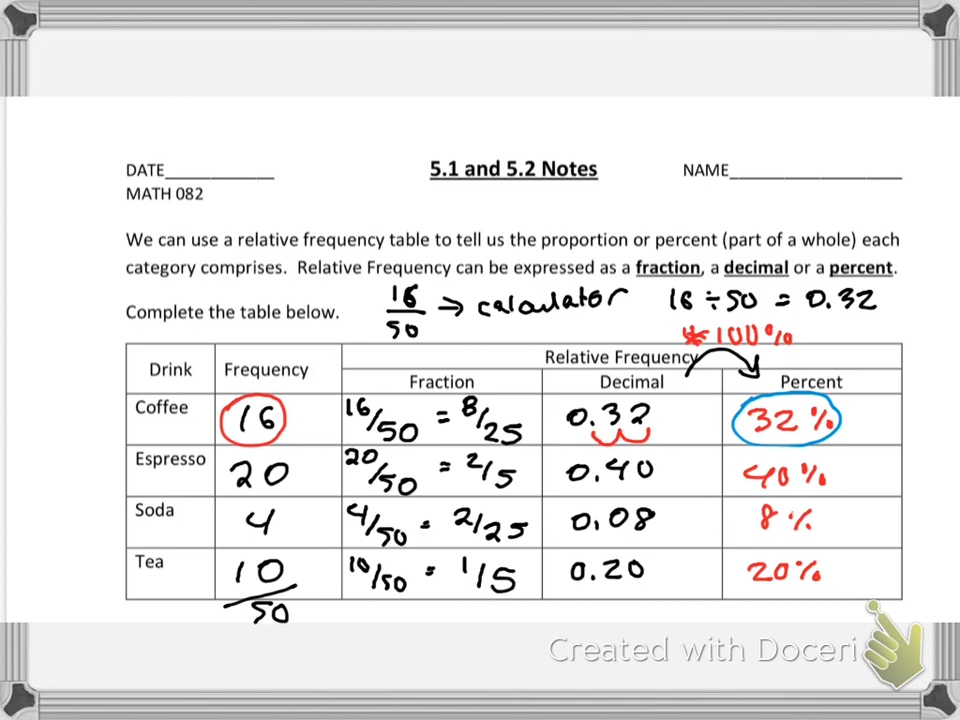 DATE____________ 5.1 and 5.2 Notes NAME___________________
MATH 082
We can use a relative frequency table to tell us the proportion or percent (part of a whole) each
category comprises. Relative Frequency can be expressed as a fraction, a decimal or a percent.
Complete the table below. 16/50 → calculator 16 ÷ 50 = 0.32
*100%
Drink Frequency Relative Frequency
Fraction Decimal Percent
Coffee 16 16/50 = 8/25 0.32 32%
Espresso 20 20/50 = 2/5 0.40 40%
Soda 4 4/50 = 2/25 0.08 8%
Tea 10 10/50 = 1/5 0.20 20%
50
Created with Doceri